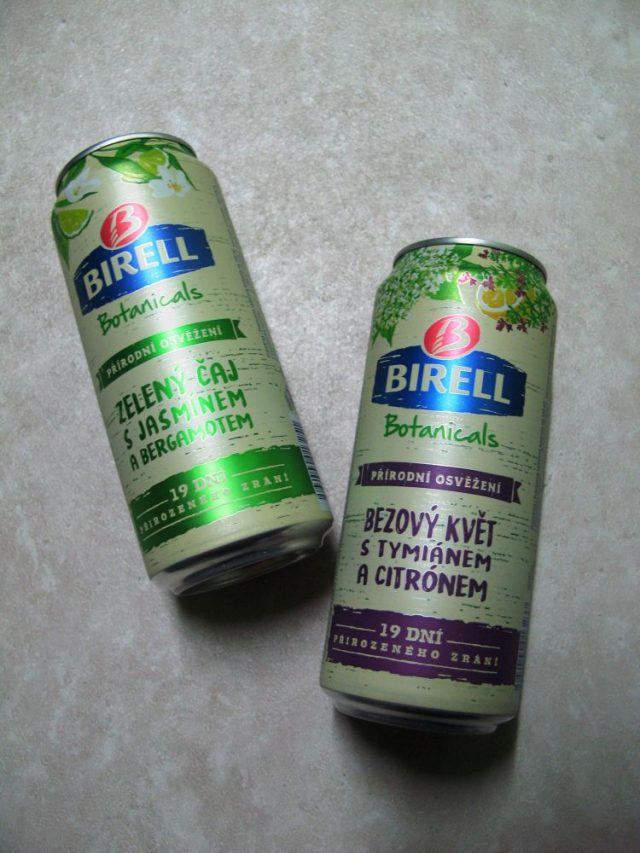 B
BIRELL
Botanicals
PŘÍRODNÍ OSVĚŽENÍ
ZELENÝ ČAJ
S JASMÍNEM
A BERGAMOTEM
19 DNÍ
PŘIROZENÉHO ZRÁNÍ
B
BIRELL
Botanicals
PŘÍRODNÍ OSVĚŽENÍ
BEZOVÝ KVĚT
S TYMIÁNEM
A CITRÓNEM
19 DNÍ
PŘIROZENÉHO ZRÁNÍ